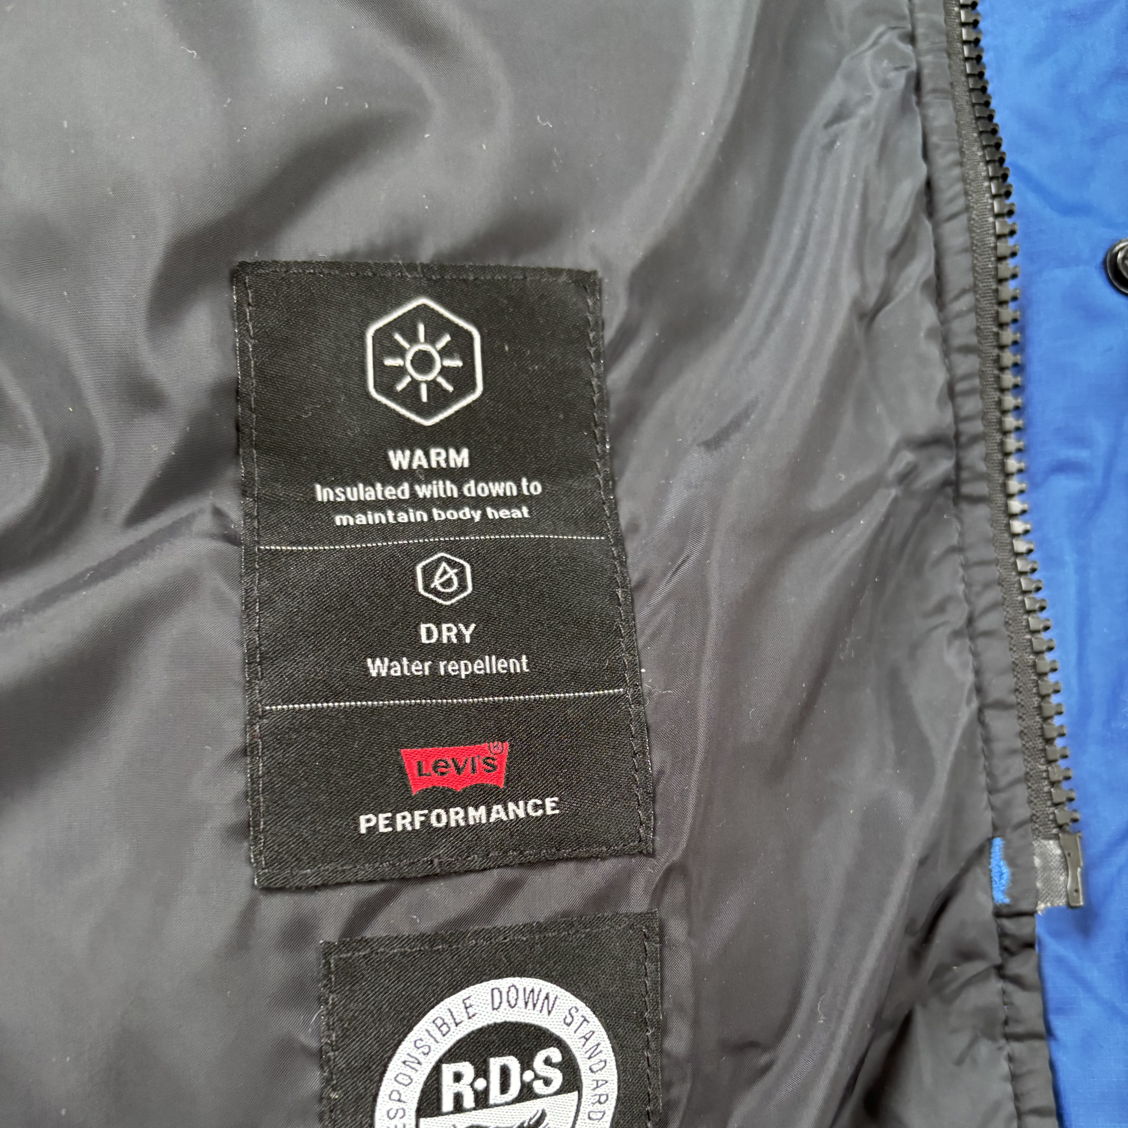 WARM
Insulated with down to
maintain body heat
DRY
Water repellent
Levi's®
PERFORMANCE
RESPONSIBLE DOWN STANDARD
R·D·S